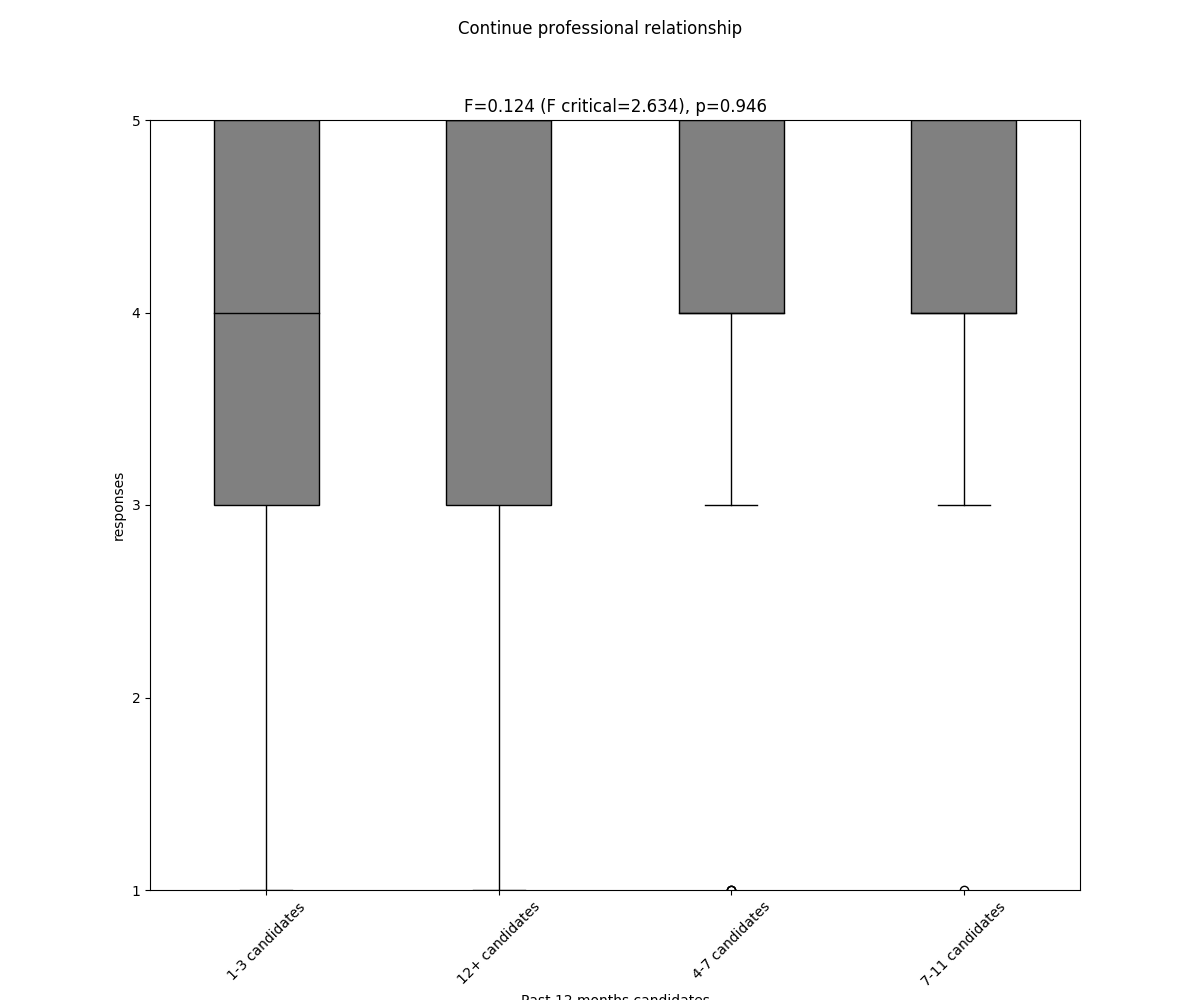 Continue professional relationship
F=0.124 (F critical=2.634), p=0.946
5
4
3
2
1
responses
1-3 candidates
12+ candidates
4-7 candidates
7-11 candidates
Past 12 months candidates